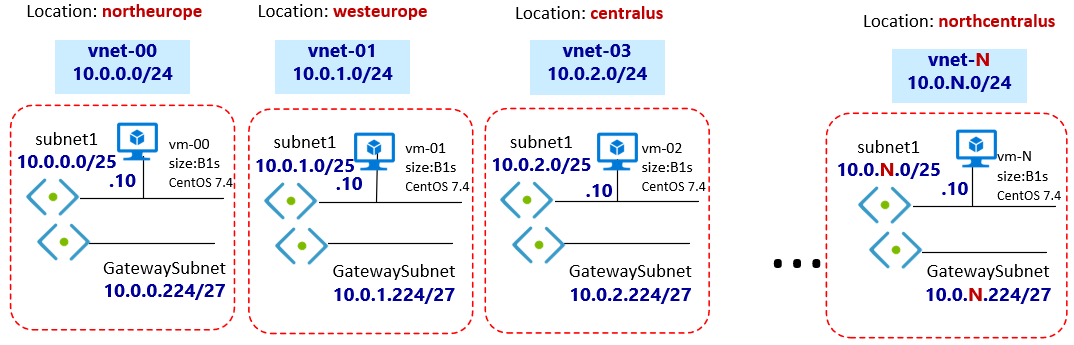 Location: northeurope
vnet-00
10.0.0.0/24
subnet1
10.0.0.0/25
.10
vm-00
size:B1s
CentOS 7.4
GatewaySubnet
10.0.0.224/27
Location: westeurope
vnet-01
10.0.1.0/24
subnet1
10.0.1.0/25
.10
vm-01
size:B1s
CentOS 7.4
GatewaySubnet
10.0.1.224/27
Location: centralus
vnet-03
10.0.2.0/24
subnet1
10.0.2.0/25
.10
vm-02
size:B1s
CentOS 7.4
GatewaySubnet
10.0.2.224/27
...
Location: northcentralus
vnet-N
10.0.N.0/24
subnet1
10.0.N.0/25
.10
vm-N
size:B1s
CentOS 7.4
GatewaySubnet
10.0.N.224/27